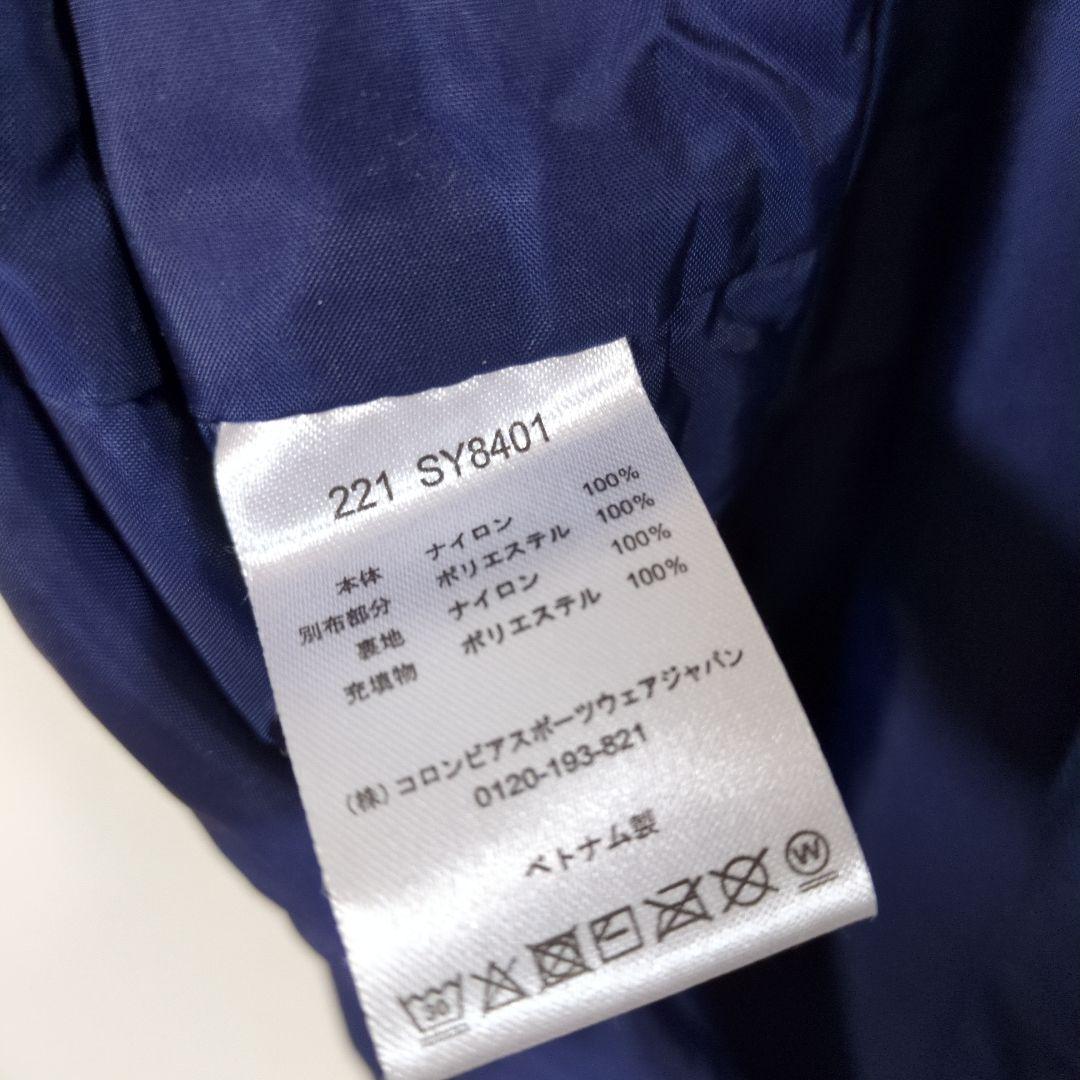 221 SY8401
本体 ナイロン 100%
別布部分 ポリエステル 100%
裏地 ナイロン 100%
充填物 ポリエステル 100%
(株)コロンビアスポーツウェアジャパン
0120-193-821
ベトナム製
30 W